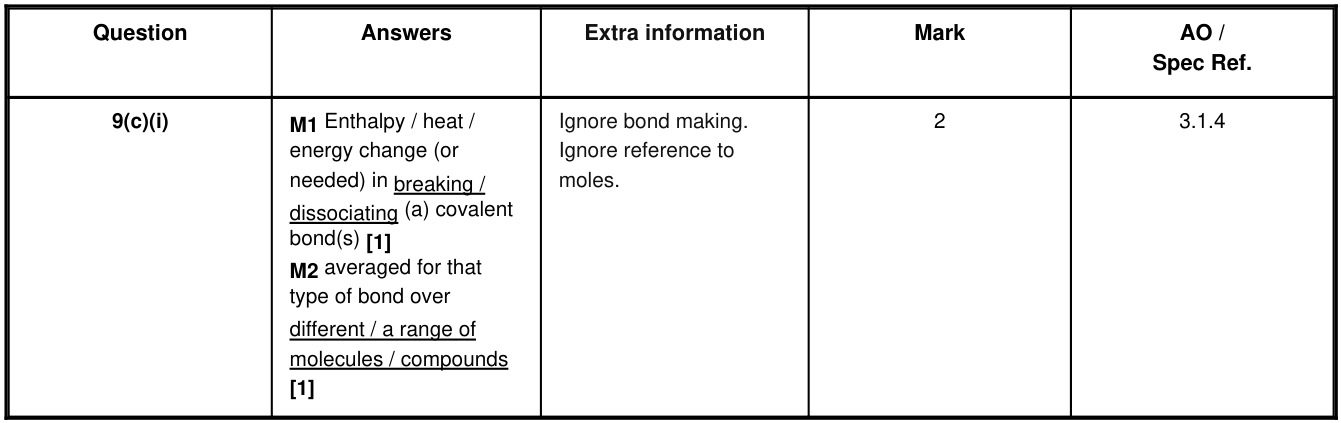 Question
Answers
Extra information
Mark
AO /
Spec Ref.
9(c)(i)
M1 Enthalpy / heat /
energy change (or
needed) in breaking /
dissociating (a) covalent
bond(s) [1]
M2 averaged for that
type of bond over
different / a range of
molecules / compounds
[1]
Ignore bond making.
Ignore reference to
moles.
2
3.1.4